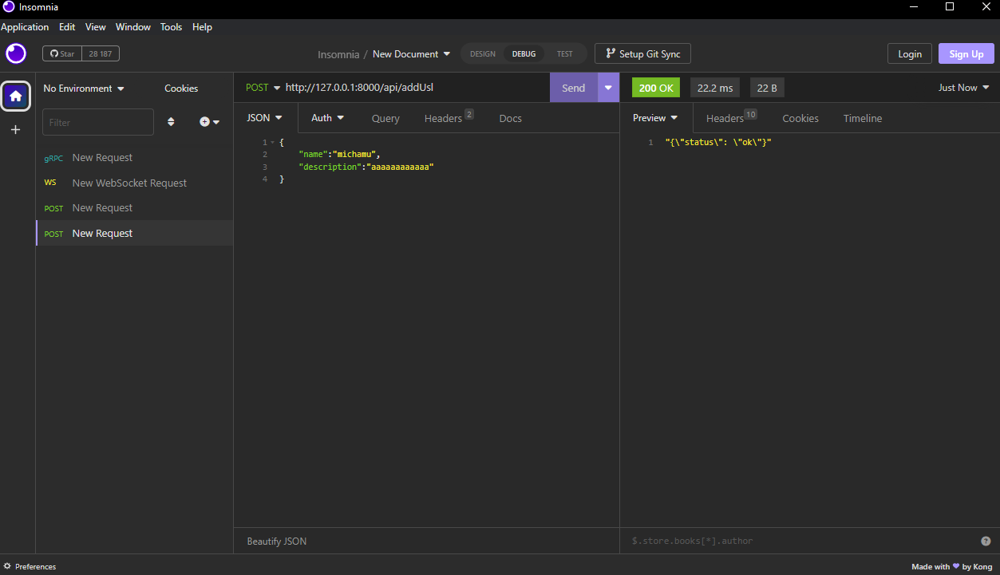 Insomnia
Application Edit View Window Tools Help
Star 28 187
Insomnia / New Document
DESIGN DEBUG TEST
Setup Git Sync
Login
Sign Up
No Environment
Cookies
Filter
gRPC New Request
WS New WebSocket Request
POST New Request
POST New Request
POST http://127.0.0.1:8000/api/addUsl
Send
JSON Auth Query Headers 2 Docs
1 {
2 "name":"michamu",
3 "description":"aaaaaaaaaaaa"
4 }
Beautify JSON
200 OK 22.2 ms 22 B Just Now
Preview Headers 10 Cookies Timeline
1 "{\"status\": \"ok\"}"
$.store.books[*].author
Preferences
Made with by Kong